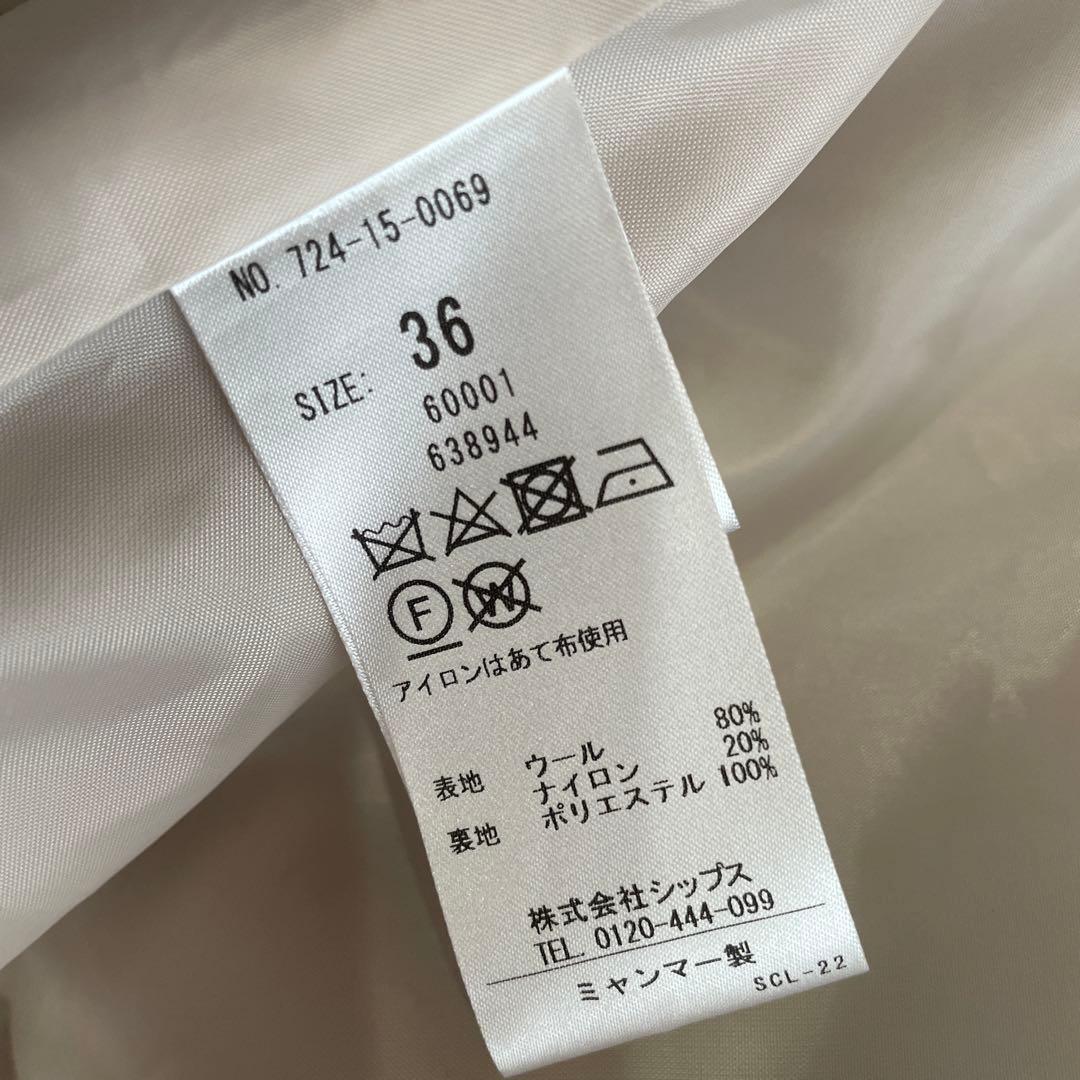 NO. 724-15-0069
SIZE: 36
60001
638944
F W
アイロンはあて布使用
表地 ウール 80%
ナイロン 20%
裏地 ポリエステル 100%
株式会社シップス
TEL. 0120-444-099
ミャンマー製
SCL-22